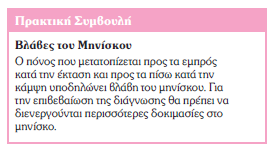 Πρακτική Συμβουλή
Βλάβες του Μηνίσκου
Ο πόνος που μετατοπίζεται προς τα εμπρός
κατά την έκταση και προς τα πίσω κατά την
κάμψη υποδηλώνει βλάβη του μηνίσκου. Για
την επιβεβαίωση της διάγνωσης θα πρέπει να
διενεργούνται περισσότερες δοκιμασίες στο
μηνίσκο.